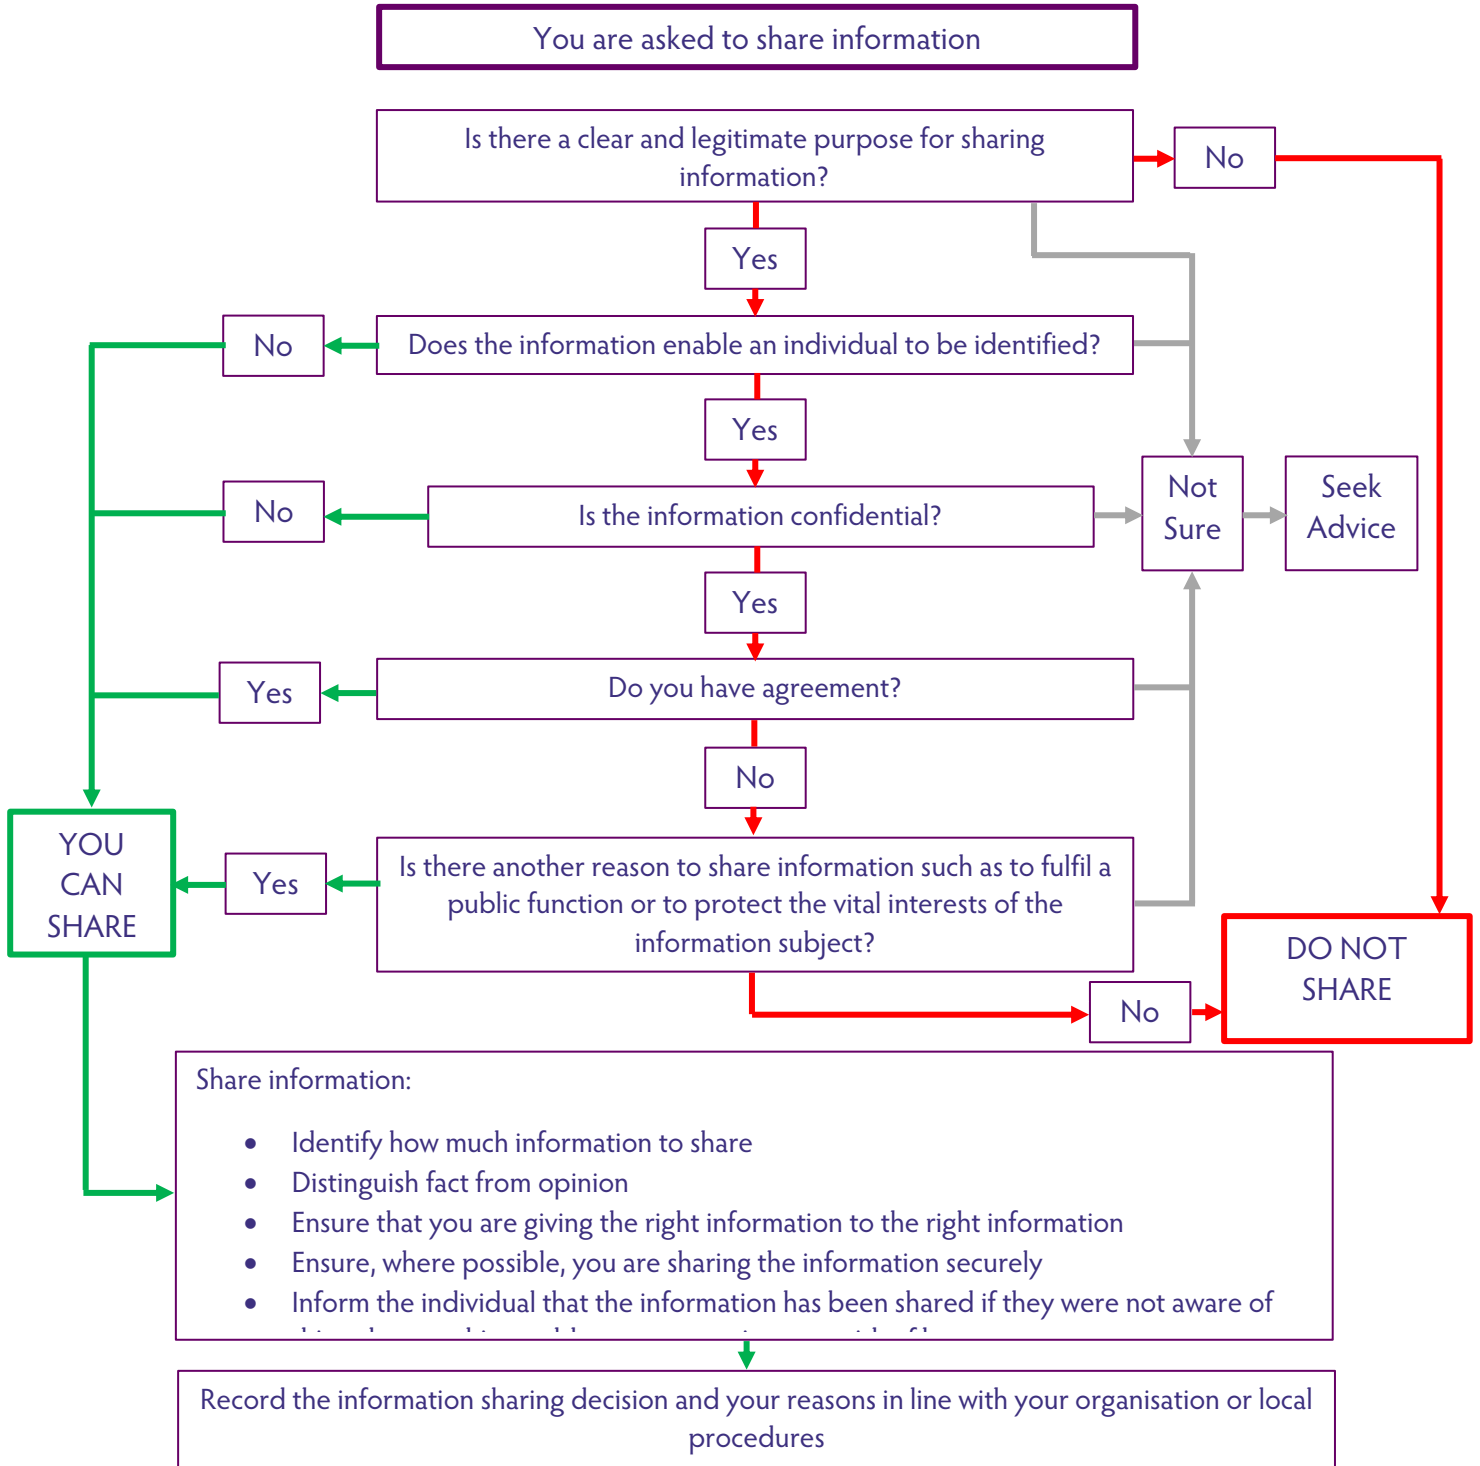 You are asked to share information
Is there a clear and legitimate purpose for sharing
information?
No
Yes
No
Does the information enable an individual to be identified?
Yes
No
Is the information confidential?
Not
Sure
Seek
Advice
Yes
Yes
Do you have agreement?
No
YOU
CAN
SHARE
Yes
Is there another reason to share information such as to fulfil a
public function or to protect the vital interests of the
information subject?
DO NOT
SHARE
No
Share information:
• Identify how much information to share
• Distinguish fact from opinion
• Ensure that you are giving the right information to the right information
• Ensure, where possible, you are sharing the information securely
• Inform the individual that the information has been shared if they were not aware of
Record the information sharing decision and your reasons in line with your organisation or local
procedures